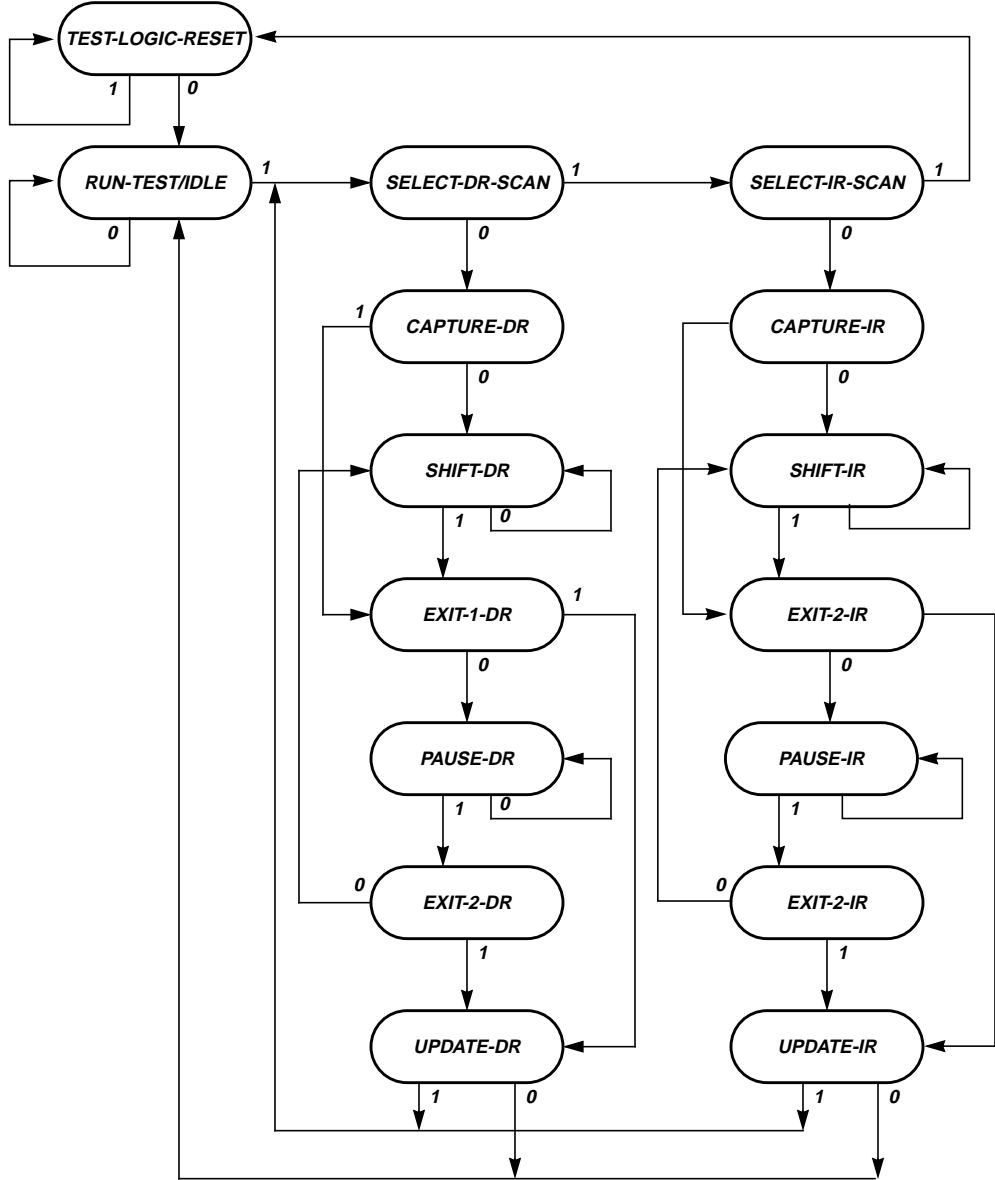 TEST-LOGIC-RESET
1 0
RUN-TEST/IDLE 1 SELECT-DR-SCAN 1 SELECT-IR-SCAN 1
0 0 0
1 CAPTURE-DR CAPTURE-IR
0 0
SHIFT-DR SHIFT-IR
1 0 1
EXIT-1-DR 1 EXIT-2-IR
0 0
PAUSE-DR PAUSE-IR
1 0 1
0 EXIT-2-DR 0 EXIT-2-IR
1 1
UPDATE-DR UPDATE-IR
1 0 1 0